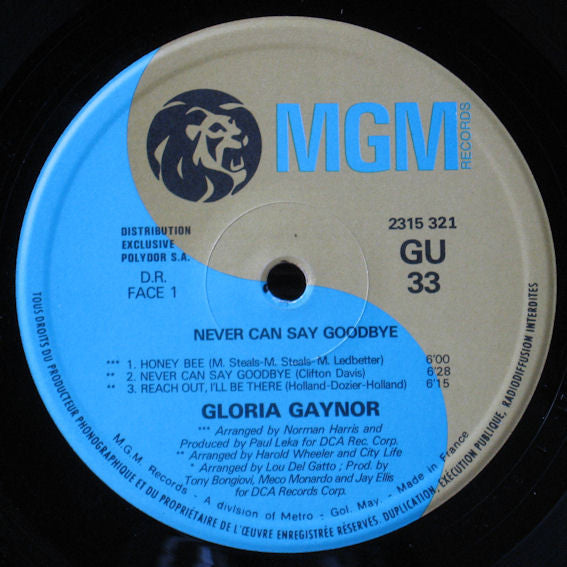 MGM
RECORDS
2315 321
GU
33
DISTRIBUTION
EXCLUSIVE
POLYDOR S.A.
D.R.
FACE 1
NEVER CAN SAY GOODBYE
*** 1. HONEY BEE (M. Steals-M. Steals-M. Ledbetter) 6'00
** 2. NEVER CAN SAY GOODBYE (Clifton Davis) 6'28
** 3. REACH OUT, I'LL BE THERE (Holland-Dozier-Holland) 6'15
GLORIA GAYNOR
*** Arranged by Norman Harris and
Produced by Paul Leka for DCA Rec. Corp.
** Arranged by Harold Wheeler and City Life
* Arranged by Lou Del Gatto ; Prod. by
Tony Bongiovi, Meco Monardo and Jay Ellis
for DCA Records Corp.
M.G.M. Records - A division of Metro - Gol. May. - Made in France
TOUS DROITS DU PRODUCTEUR PHONOGRAPHIQUE ET DU PROPRIÉTAIRE DE L'ŒUVRE ENREGISTRÉE RÉSERVÉS. DUPLICATION, EXÉCUTION PUBLIQUE, RADIODIFFUSION INTERDITES